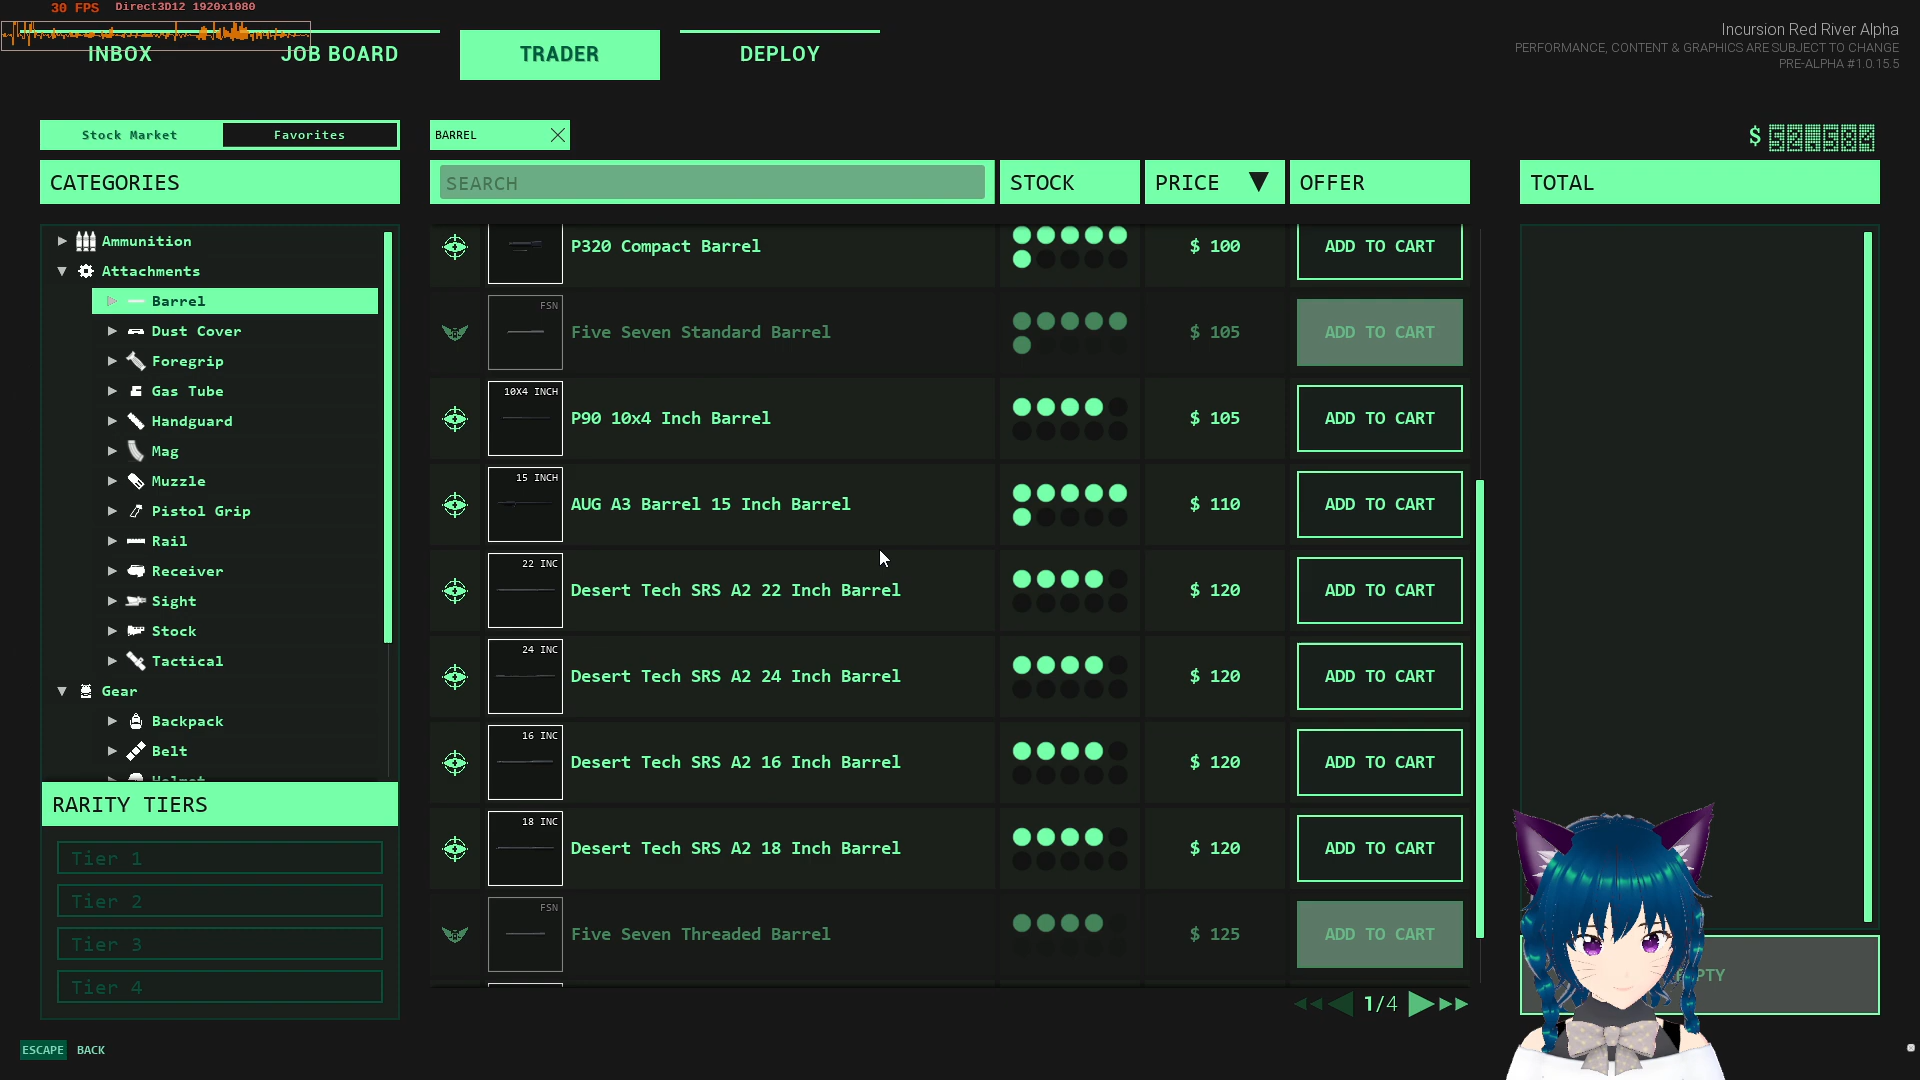 30 FPS Direct3D12 1920x1080
INBOX JOB BOARD TRADER DEPLOY
Incursion Red River Alpha
PERFORMANCE, CONTENT & GRAPHICS ARE SUBJECT TO CHANGE
PRE-ALPHA #1.0.15.5
Stock Market Favorites
BARREL
$ 52.584
CATEGORIES
SEARCH STOCK PRICE OFFER
TOTAL
Ammunition
Attachments
Barrel
Dust Cover
Foregrip
Gas Tube
Handguard
Mag
Muzzle
Pistol Grip
Rail
Receiver
Sight
Stock
Tactical
Gear
Backpack
Belt
Helmet
RARITY TIERS
Tier 1
Tier 2
Tier 3
Tier 4
P320 Compact Barrel $ 100 ADD TO CART
FSN
Five Seven Standard Barrel $ 105 ADD TO CART
10X4 INCH
P90 10x4 Inch Barrel $ 105 ADD TO CART
15 INCH
AUG A3 Barrel 15 Inch Barrel $ 110 ADD TO CART
22 INC
Desert Tech SRS A2 22 Inch Barrel $ 120 ADD TO CART
24 INC
Desert Tech SRS A2 24 Inch Barrel $ 120 ADD TO CART
16 INC
Desert Tech SRS A2 16 Inch Barrel $ 120 ADD TO CART
18 INC
Desert Tech SRS A2 18 Inch Barrel $ 120 ADD TO CART
FSN
Five Seven Threaded Barrel $ 125 ADD TO CART
1/4
PTY
ESCAPE BACK